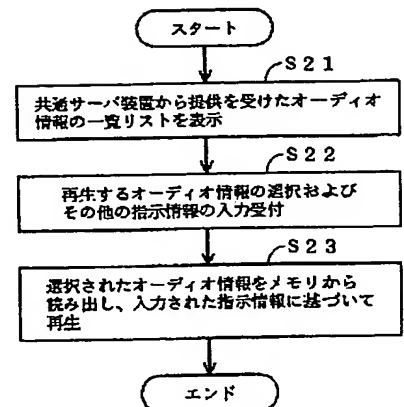 スタート
S21
共通サーバ装置から提供を受けたオーディオ
情報の一覧リストを表示
S22
再生するオーディオ情報の選択および
その他の指示情報の入力受付
S23
選択されたオーディオ情報をメモリから
読み出し、入力された指示情報に基づいて
再生
エンド